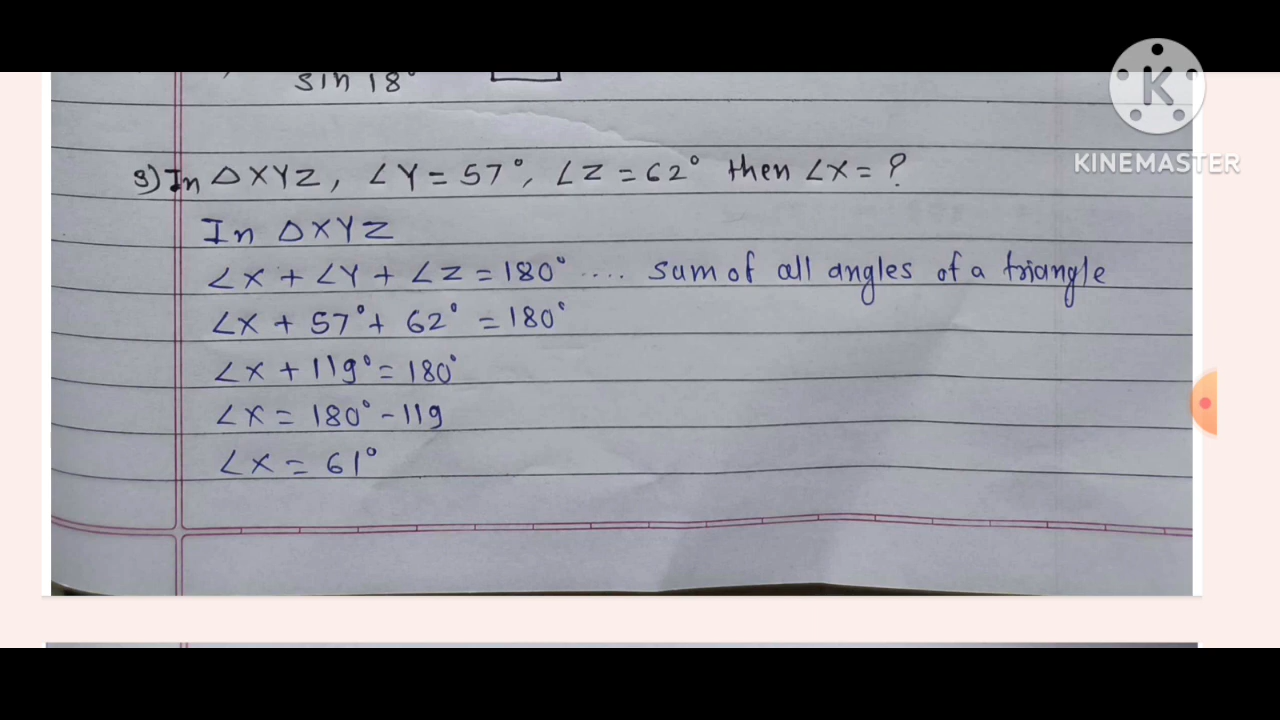 sin 18°
K
KINEMASTER
9) In △XYZ, ∠Y = 57°, ∠Z = 62° then ∠X = ?
In △XYZ
∠X + ∠Y + ∠Z = 180° .... sum of all angles of a triangle
∠X + 57° + 62° = 180°
∠X + 119° = 180°
∠X = 180° - 119
∠X = 61°